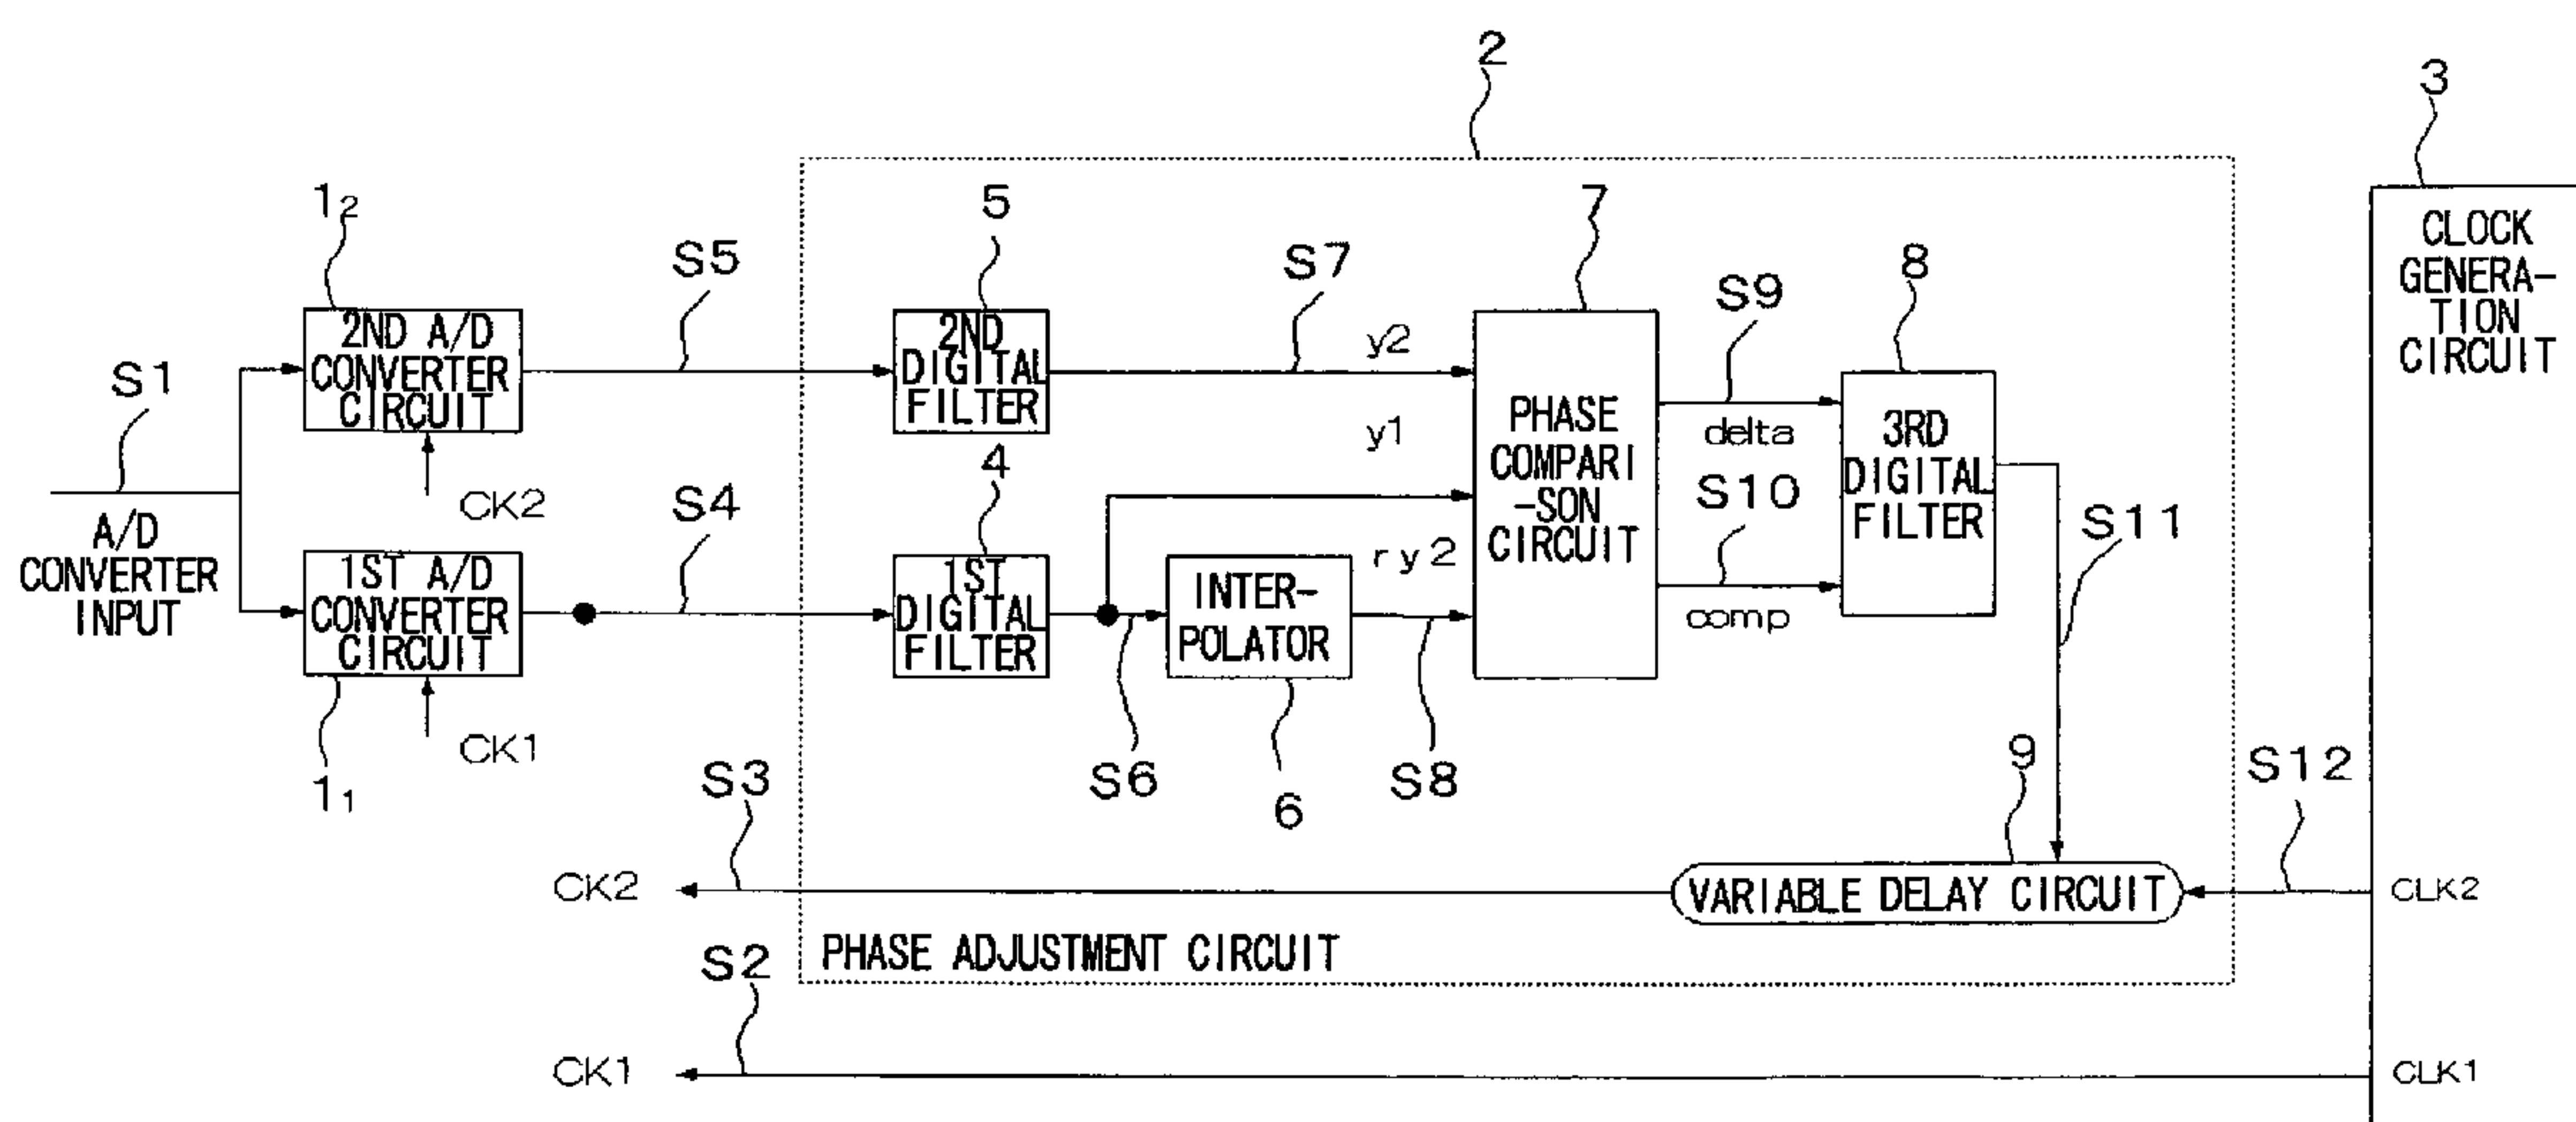 2
3
1₂
5
7
CLOCK
GENERA-
TION
CIRCUIT
S5
S7
8
S9
2ND A/D
CONVERTER
CIRCUIT
2ND
DIGITAL
FILTER
y2
S1
y1
PHASE
COMPARI
-SON
CIRCUIT
delta
3RD
DIGITAL
FILTER
4
S10
CK2
S4
S11
A/D
CONVERTER
INPUT
1ST A/D
CONVERTER
CIRCUIT
1ST
DIGITAL
FILTER
INTER-
POLATOR
ry2
comp
CK1
1₁
S3
S6
6
S8
9
S12
CK2
VARIABLE DELAY CIRCUIT
CLK2
PHASE ADJUSTMENT CIRCUIT
S2
CK1
CLK1